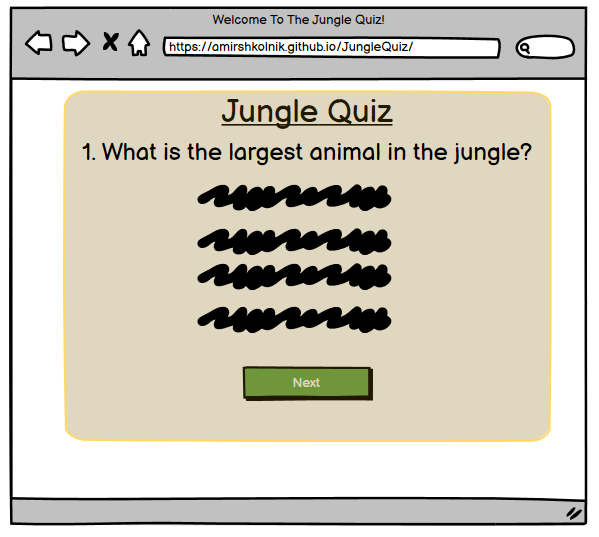 Welcome To The Jungle Quiz!
https://amirshkolnik.github.io/JungleQuiz/
Jungle Quiz
1. What is the largest animal in the jungle?
Next